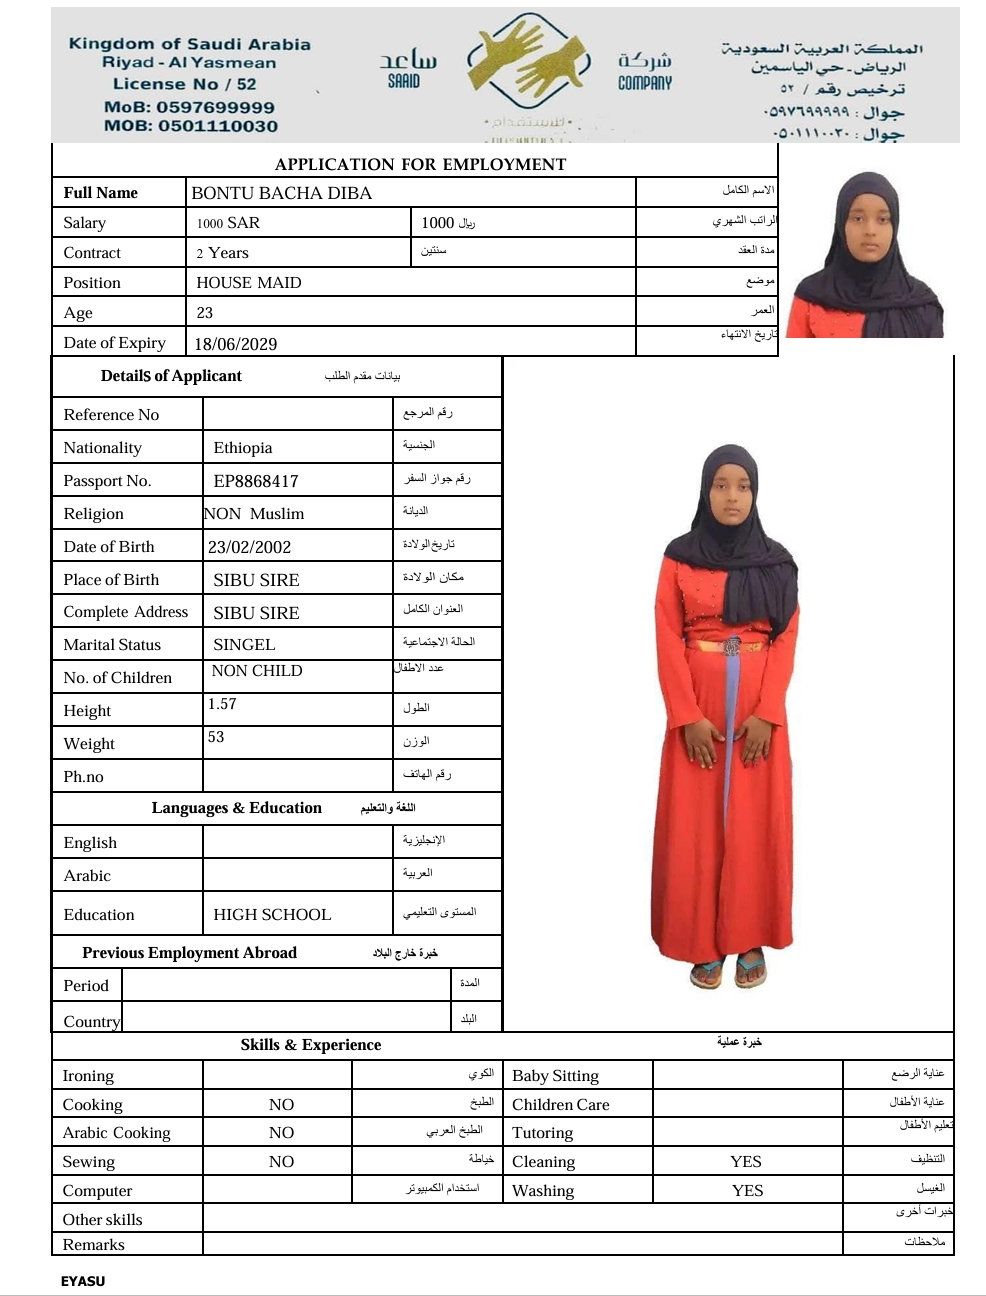 Kingdom of Saudi Arabia
Riyad - Al Yasmean
License No / 52
MoB: 0597699999
MOB: 0501110030
ساعد
SAAID
شركة
COMPANY
للاستقدام
المملكة العربية السعودية
الرياض - حي الياسمين
ترخيص رقم / ٥٢
جوال : ٠٥٩٧٦٩٩٩٩٩
جوال : ٠٥٠١١١٠٠٣٠
APPLICATION FOR EMPLOYMENT
Full Name BONTU BACHA DIBA الاسم الكامل
Salary 1000 SAR 1000 ريال الراتب الشهري
Contract 2 Years سنتين مدة العقد
Position HOUSE MAID موضع
Age 23 العمر
Date of Expiry 18/06/2029 تاريخ الانتهاء
Details of Applicant بيانات مقدم الطلب
Reference No رقم المرجع
Nationality Ethiopia الجنسية
Passport No. EP8868417 رقم جواز السفر
Religion NON Muslim الديانة
Date of Birth 23/02/2002 تاريخ الولادة
Place of Birth SIBU SIRE مكان الولادة
Complete Address SIBU SIRE العنوان الكامل
Marital Status SINGEL الحالة الاجتماعية
No. of Children NON CHILD عدد الاطفال
Height 1.57 الطول
Weight 53 الوزن
Ph.no رقم الهاتف
Languages & Education اللغة والتعليم
English الإنجليزية
Arabic العربية
Education HIGH SCHOOL المستوى التعليمي
Previous Employment Abroad خبرة خارج البلاد
Period المدة
Country البلد
Skills & Experience خبرة عملية
Ironing الكوي Baby Sitting عناية الرضع
Cooking NO الطبخ Children Care عناية الأطفال
Arabic Cooking NO الطبخ العربي Tutoring تعليم الأطفال
Sewing NO خياطة Cleaning YES التنظيف
Computer استخدام الكمبيوتر Washing YES الغيسل
Other skills خبرات أخرى
Remarks ملاحظات
EYASU